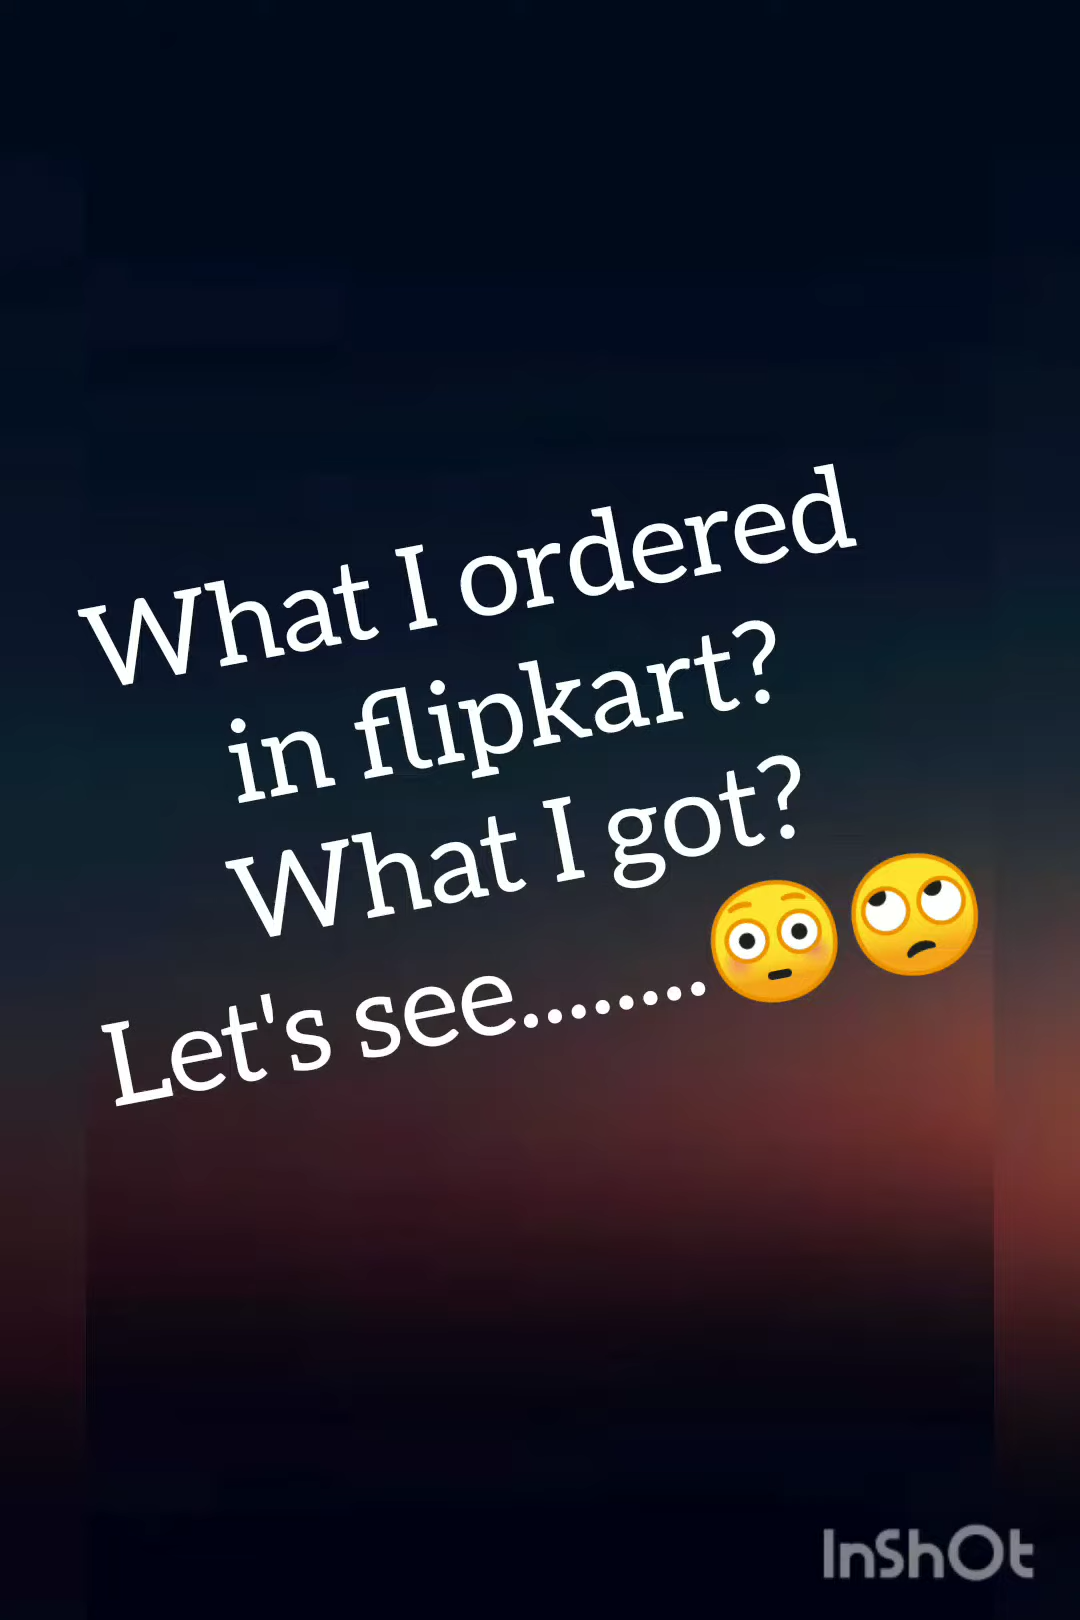 What I ordered
in flipkart?
What I got?
Let's see........😳🙄
InShOt